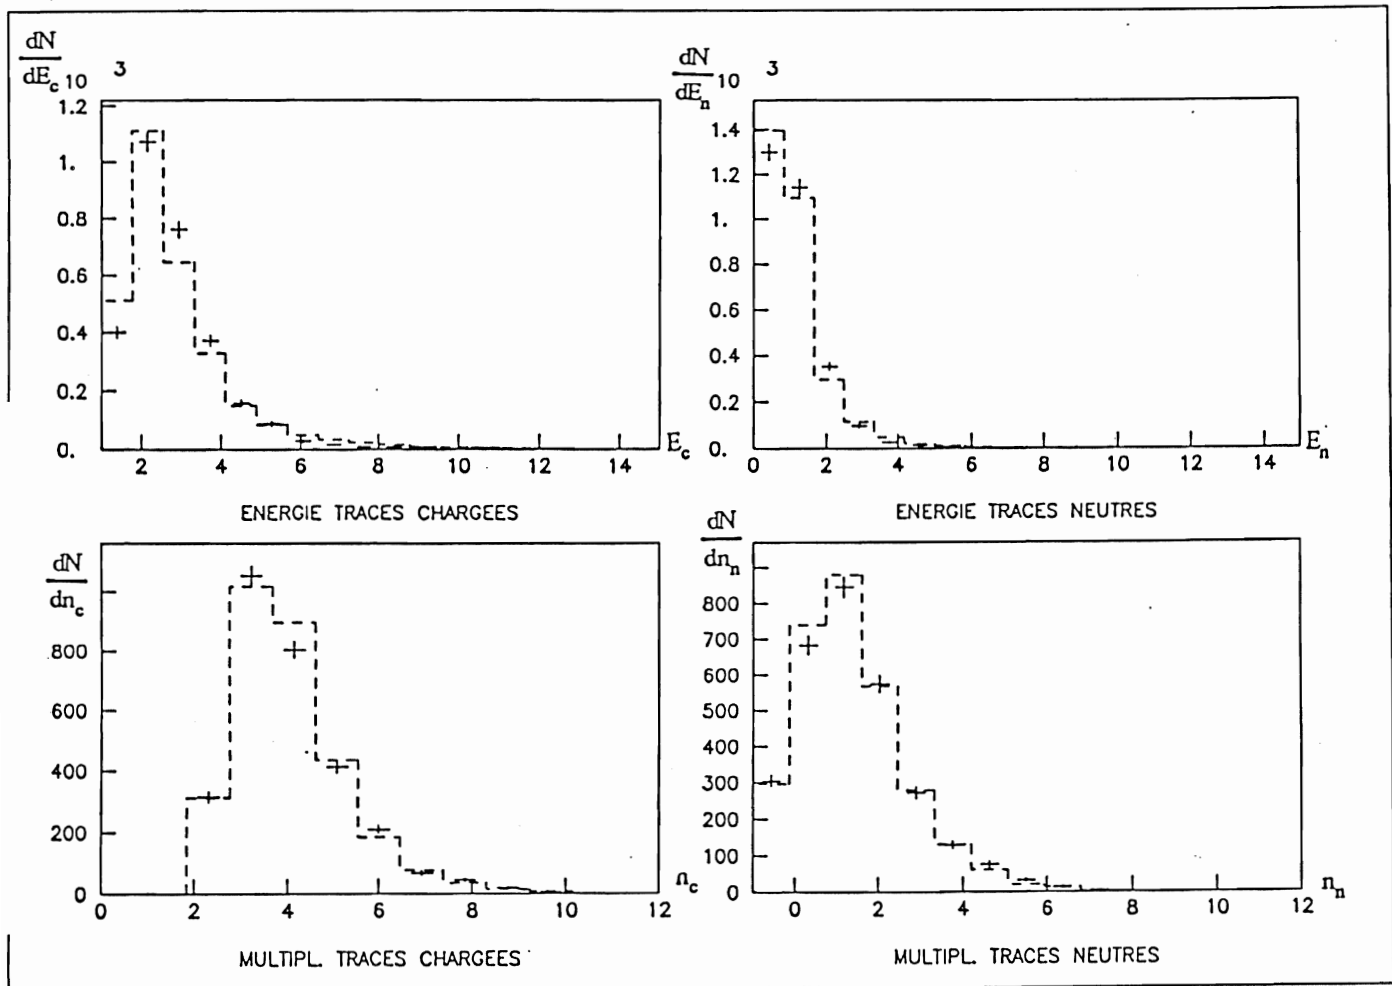 dN
dE_c 10 3
1.2
1.
0.8
0.6
0.4
0.2
0.
2 4 6 8 10 12 14 E_c
ENERGIE TRACES CHARGEES
dN
dE_n 10 3
1.4
1.2
1.
0.8
0.6
0.4
0.2
0.
0 2 4 6 8 10 12 14 E_n
ENERGIE TRACES NEUTRES
dN
dn_c
800
600
400
200
0
0 2 4 6 8 10 12 n_c
MULTIPL. TRACES CHARGEES
dN
dn_n
800
700
600
500
400
300
200
100
0
0 2 4 6 8 10 12 n_n
MULTIPL. TRACES NEUTRES